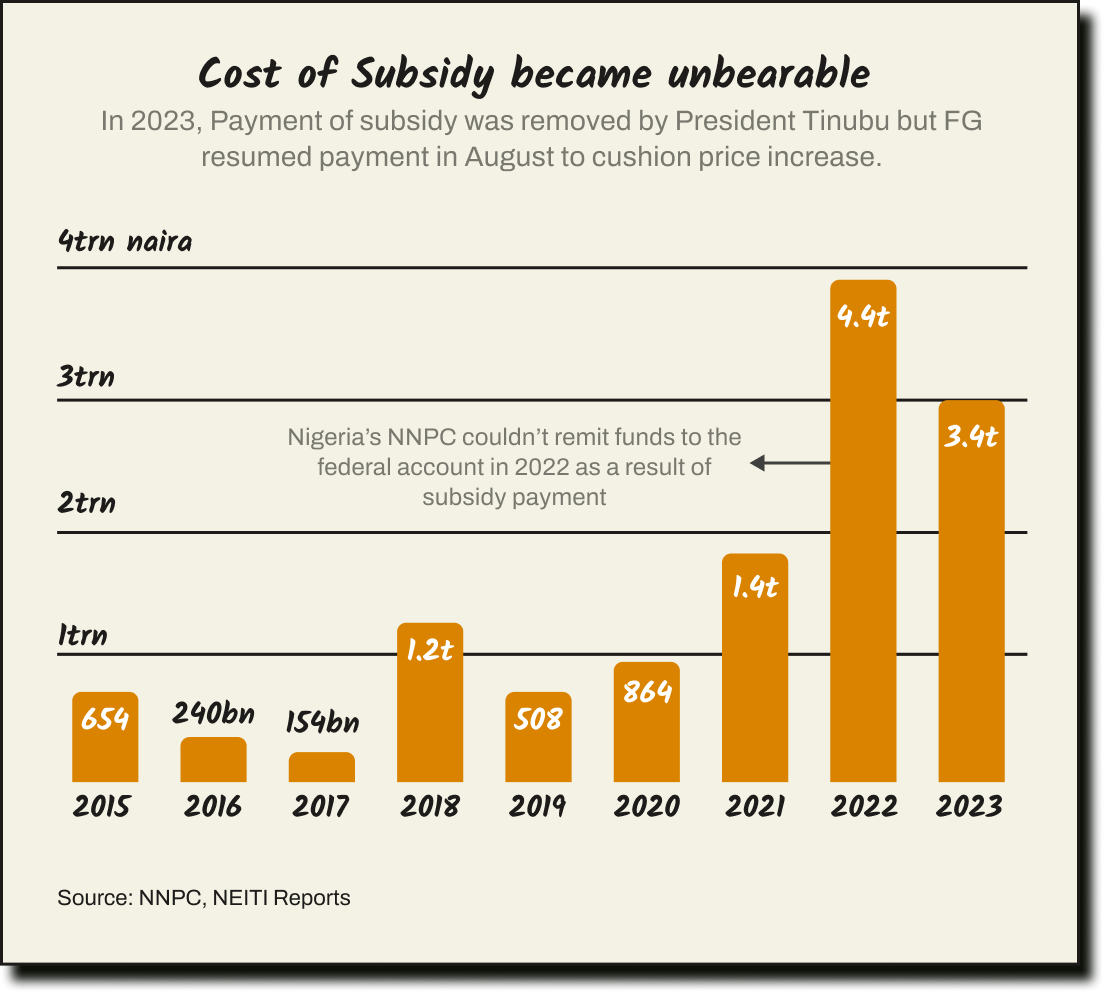 Cost of Subsidy became unbearable
In 2023, Payment of subsidy was removed by President Tinubu but FG
resumed payment in August to cushion price increase.
4trn naira
4.4t
3trn
3.4t
Nigeria’s NNPC couldn’t remit funds to the
federal account in 2022 as a result of
subsidy payment
2trn
1.4t
1trn
1.2t
864
654
240bn
154bn
508
2015 2016 2017 2018 2019 2020 2021 2022 2023
Source: NNPC, NEITI Reports